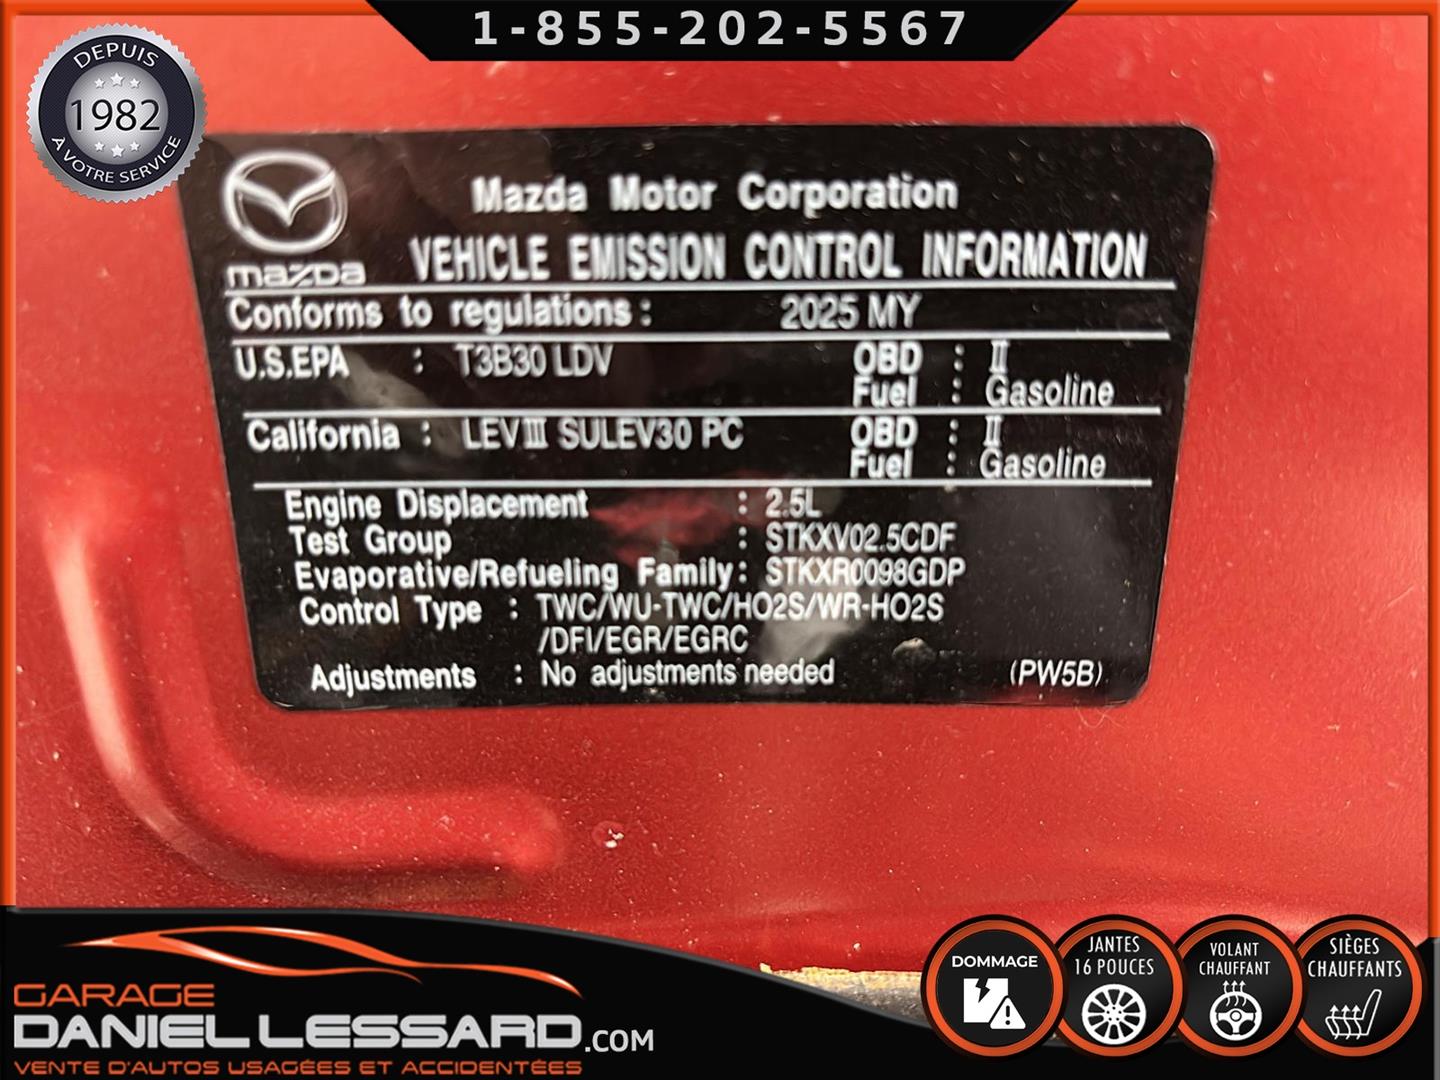 1-855-202-5567
DEPUIS
1982
À VOTRE SERVICE
mazda
Mazda Motor Corporation
VEHICLE EMISSION CONTROL INFORMATION
Conforms to regulations : 2025 MY
U.S.EPA : T3B30 LDV OBD : II
Fuel : Gasoline
California : LEVIII SULEV30 PC OBD : II
Fuel : Gasoline
Engine Displacement : 2.5L
Test Group : STKXV02.5CDF
Evaporative/Refueling Family : STKXR0098GDP
Control Type : TWC/WU-TWC/HO2S/WR-HO2S
/DFI/EGR/EGRC
Adjustments : No adjustments needed (PW5B)
GARAGE
DANIEL LESSARD.COM
VENTE D'AUTOS USAGÉES ET ACCIDENTÉES
DOMMAGE
JANTES
16 POUCES
VOLANT
CHAUFFANT
SIÈGES
CHAUFFANTS